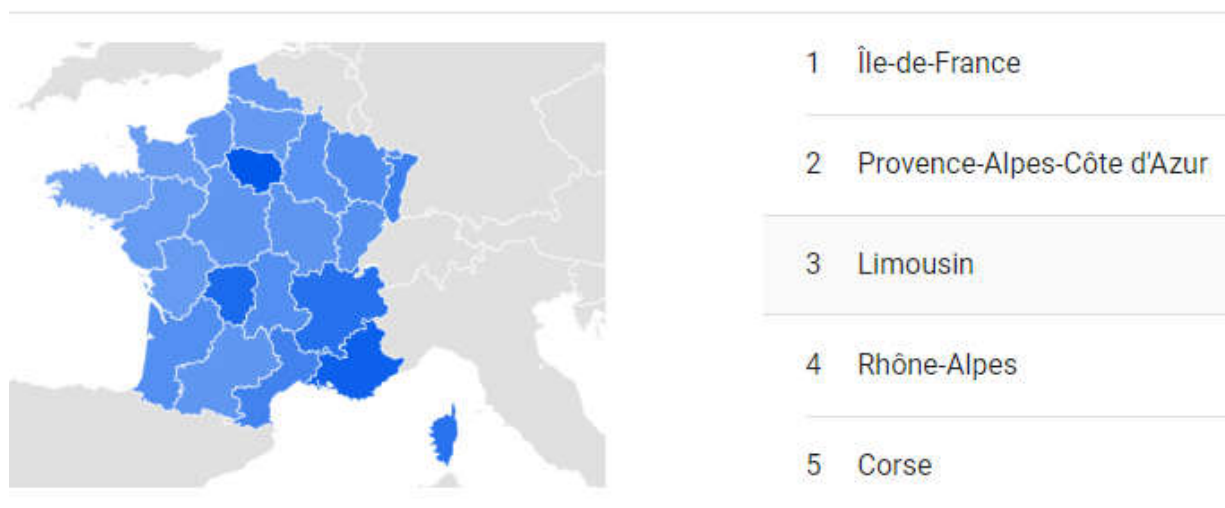 1 Île-de-France
2 Provence-Alpes-Côte d'Azur
3 Limousin
4 Rhône-Alpes
5 Corse